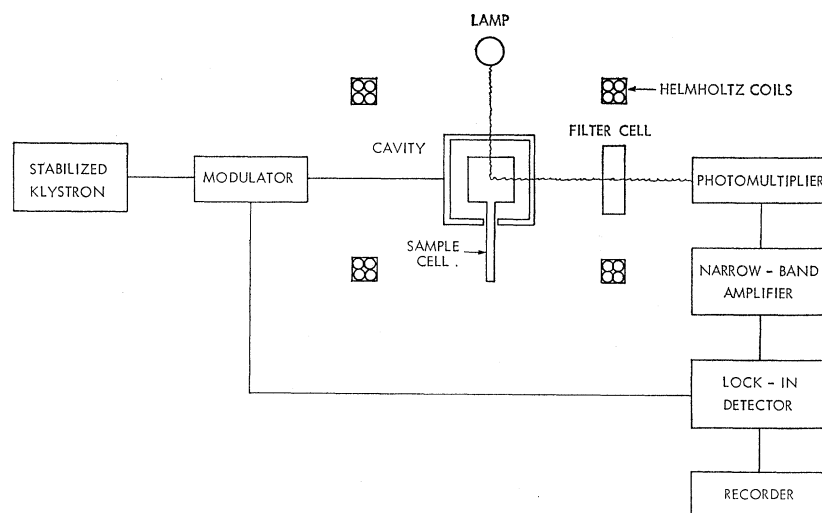 LAMP
HELMHOLTZ COILS
FILTER CELL
CAVITY
STABILIZED
KLYSTRON
MODULATOR
PHOTOMULTIPLIER
SAMPLE
CELL .
NARROW - BAND
AMPLIFIER
LOCK - IN
DETECTOR
RECORDER